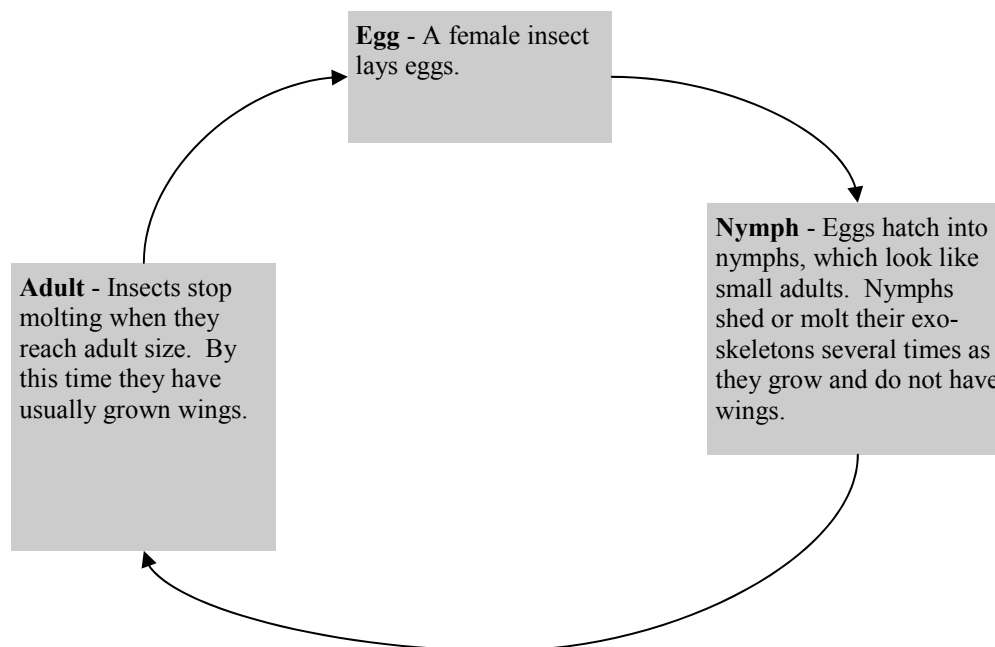 Egg - A female insect
lays eggs.
Nymph - Eggs hatch into
nymphs, which look like
small adults.  Nymphs
shed or molt their exo-
skeletons several times as
they grow and do not have
wings.
Adult - Insects stop
molting when they
reach adult size.  By
this time they have
usually grown wings.